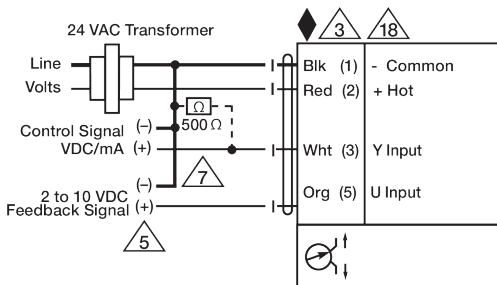 24 VAC Transformer
3 18
Line Blk (1) - Common
Volts Red (2) + Hot
Ω
500 Ω
Control Signal (-)
VDC/mA (+) Wht (3) Y Input
7
(-)
2 to 10 VDC Org (5) U Input
Feedback Signal (+)
5